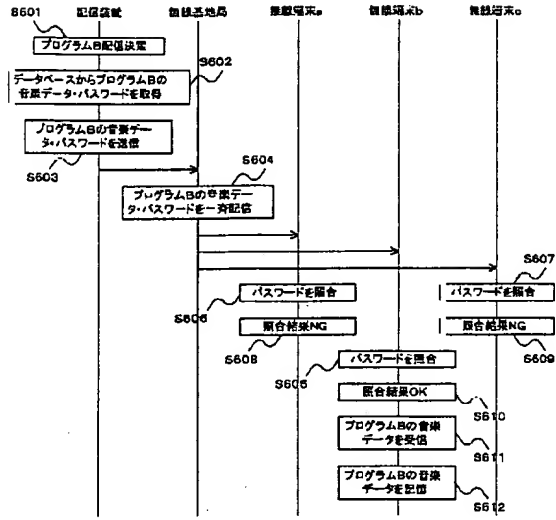 配信装置
無線基地局
無線端末a
無線端末b
無線端末c
S601
プログラムB配信決定
S602
データベースからプログラムBの
音楽データ・パスワードを取得
プログラムBの音楽デー
タ・パスワードを送信
S603
S604
プログラムBの音楽デー
タ・パスワードを一斉配信
S607
パスワードを照合
パスワードを照合
S606
照合結果NG
照合結果NG
S608
S609
パスワードを照合
S605
照合結果OK
S610
プログラムBの音楽
データを受信
S611
プログラムBの音楽
データを記憶
S612